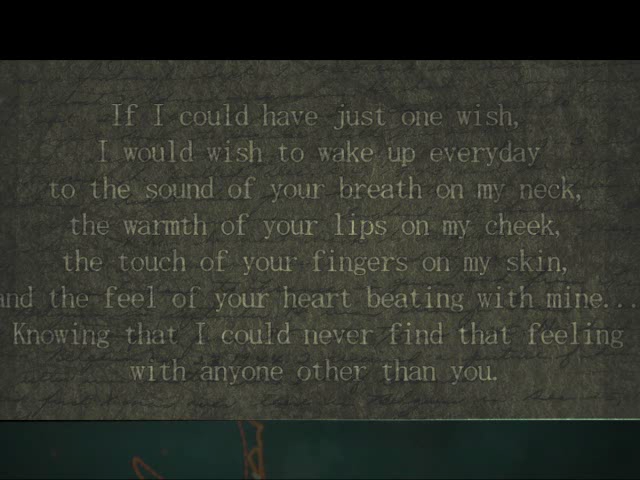 If I could have just one wish,
I would wish to wake up everyday
to the sound of your breath on my neck,
the warmth of your lips on my cheek,
the touch of your fingers on my skin,
and the feel of your heart beating with mine...
Knowing that I could never find that feeling
with anyone other than you.